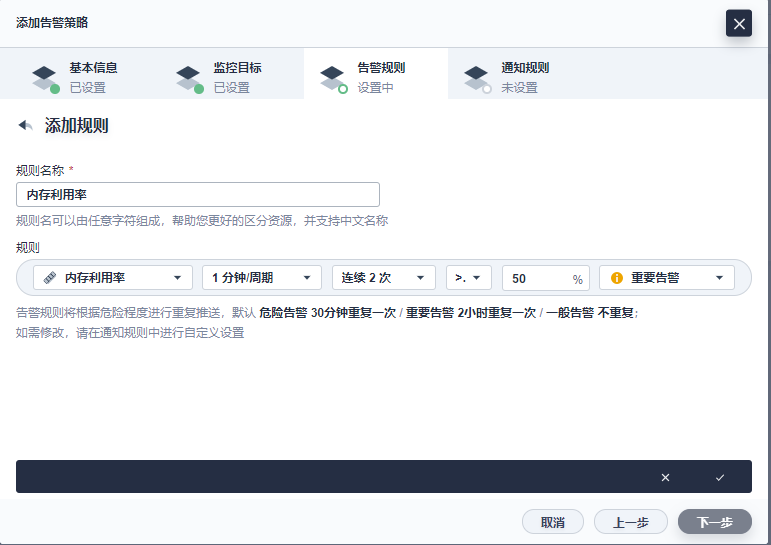 添加告警策略
基本信息
已设置
监控目标
已设置
告警规则
设置中
通知规则
未设置
添加规则
规则名称 *
内存利用率
规则名可以由任意字符组成，帮助您更好的区分资源，并支持中文名称
规则
内存利用率 1 分钟/周期 连续 2 次 >. 50 % 重要告警
告警规则将根据危险程度进行重复推送，默认 危险告警 30分钟重复一次 / 重要告警 2小时重复一次 / 一般告警 不重复;
如需修改，请在通知规则中进行自定义设置
取消 上一步 下一步